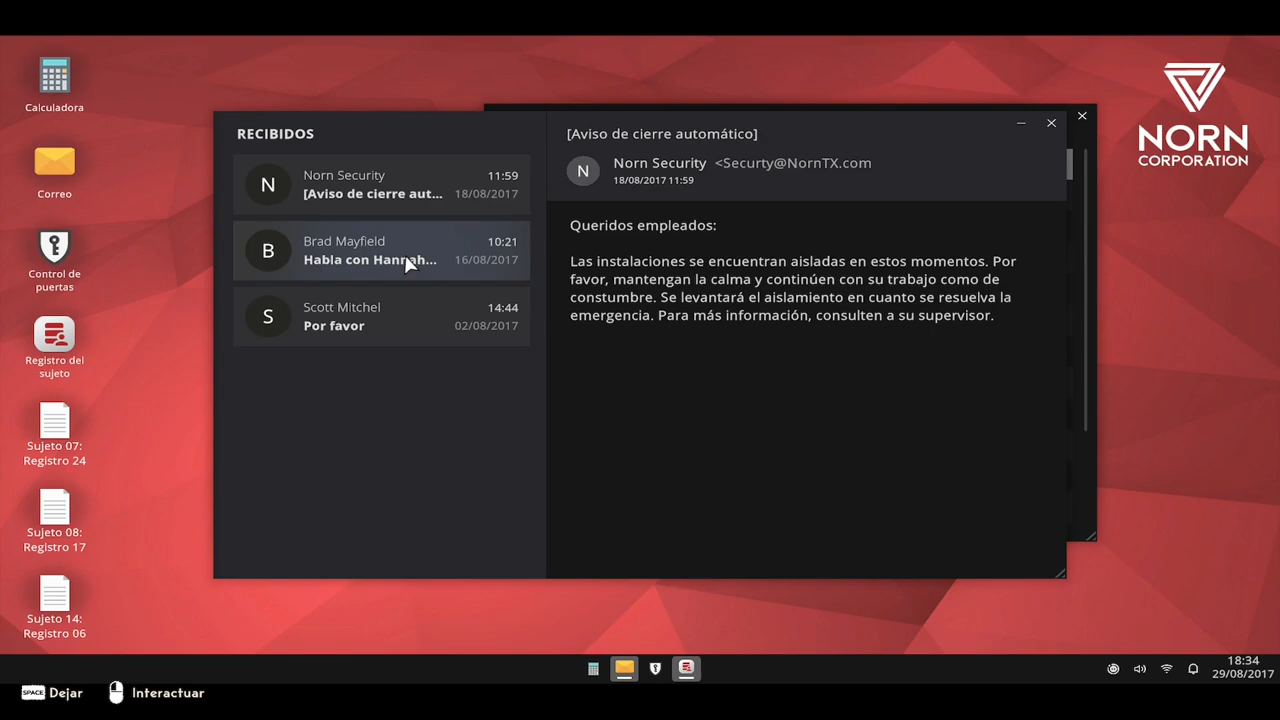 Calculadora
Correo
Control de
puertas
Registro del
sujeto
Sujeto 07:
Registro 24
Sujeto 08:
Registro 17
Sujeto 14:
Registro 06
RECIBIDOS
N
Norn Security 11:59
[Aviso de cierre aut... 18/08/2017
B
Brad Mayfield 10:21
Habla con Hannah... 16/08/2017
S
Scott Mitchel 14:44
Por favor 02/08/2017
[Aviso de cierre automático]
N
Norn Security <Securty@NornTX.com
18/08/2017 11:59
Queridos empleados:
Las instalaciones se encuentran aisladas en estos momentos. Por
favor, mantengan la calma y continúen con su trabajo como de
constumbre. Se levantará el aislamiento en cuanto se resuelva la
emergencia. Para más información, consulten a su supervisor.
NORN
CORPORATION
18:34
29/08/2017
SPACE Dejar Interactuar